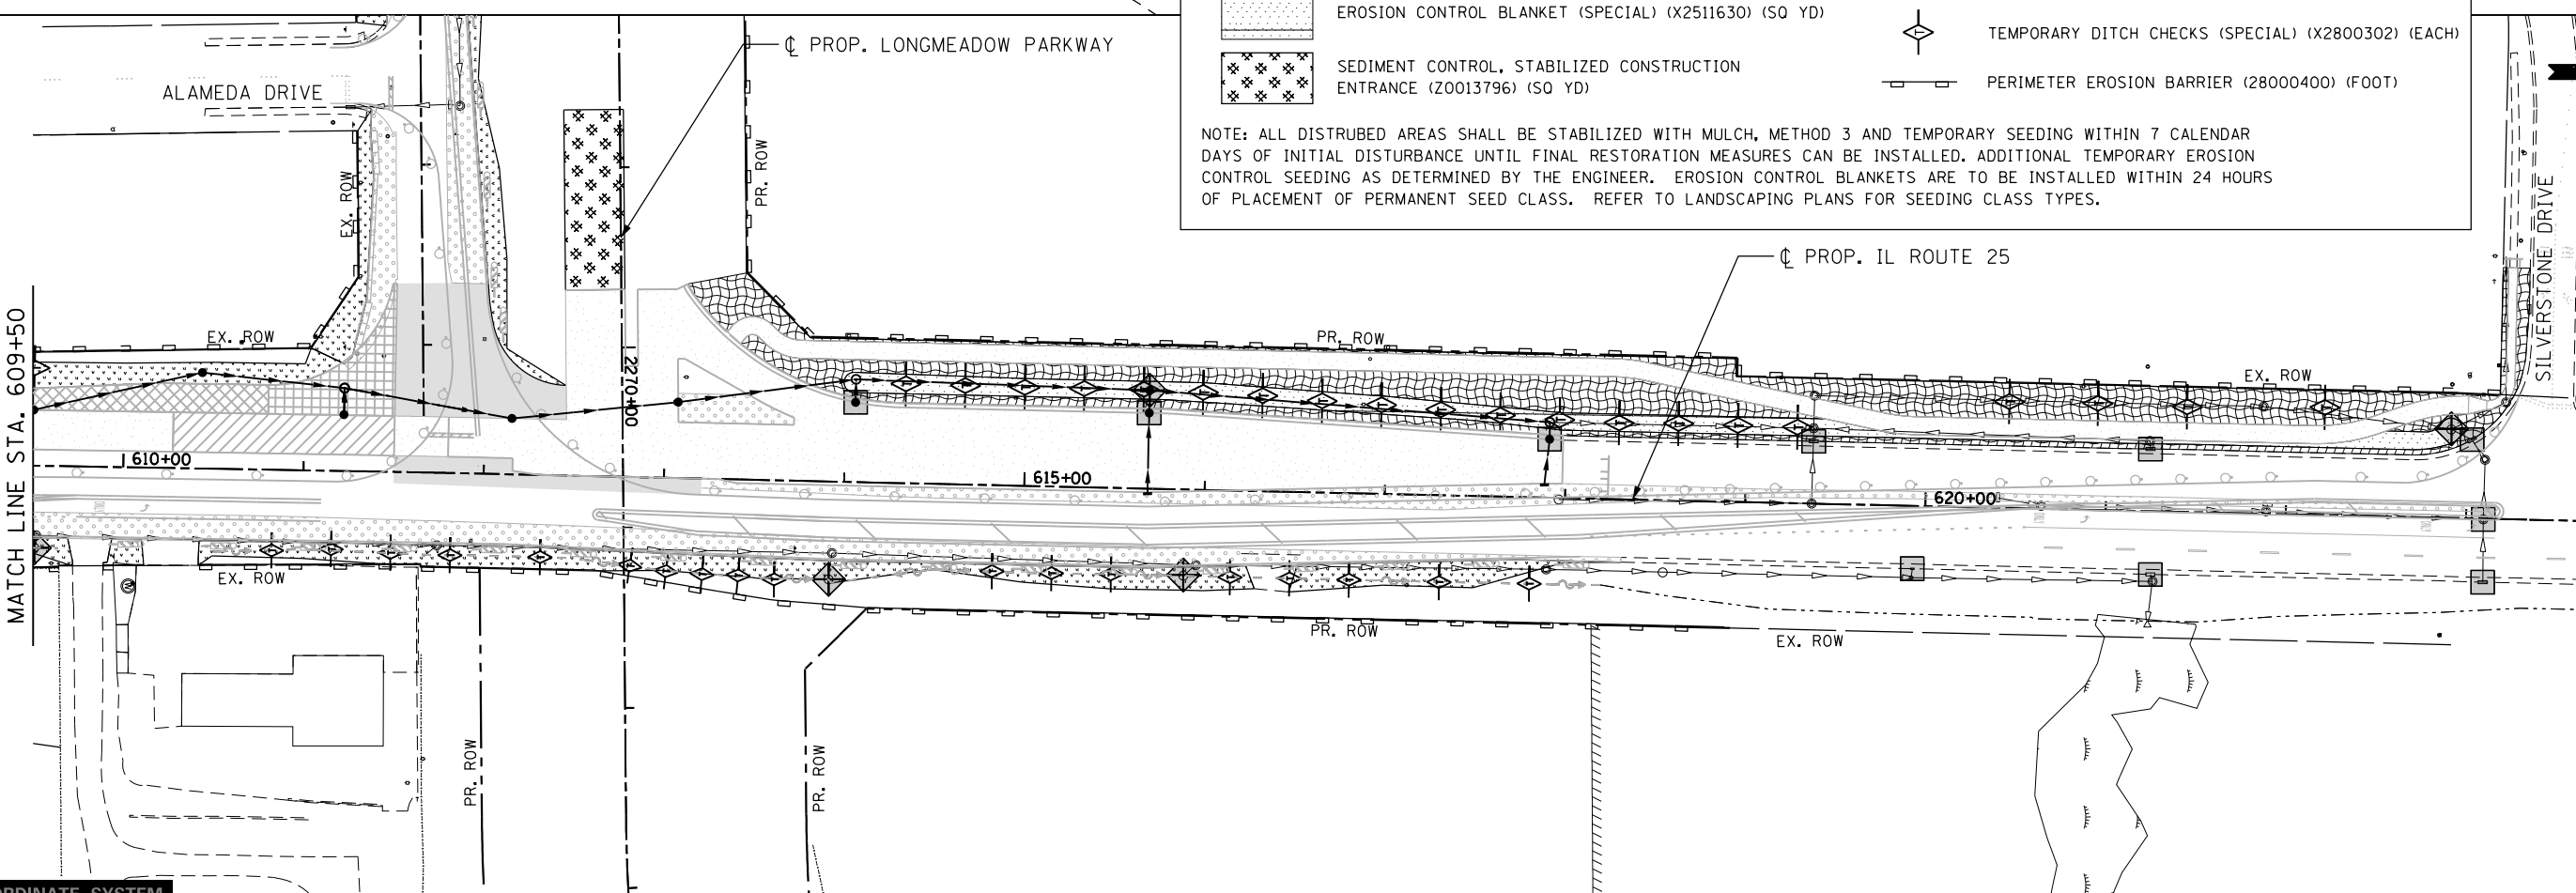 EROSION CONTROL BLANKET (SPECIAL) (X2511630) (SQ YD)
SEDIMENT CONTROL, STABILIZED CONSTRUCTION
ENTRANCE (Z0013796) (SQ YD)
TEMPORARY DITCH CHECKS (SPECIAL) (X2800302) (EACH)
PERIMETER EROSION BARRIER (28000400) (FOOT)
NOTE: ALL DISTRUBED AREAS SHALL BE STABILIZED WITH MULCH, METHOD 3 AND TEMPORARY SEEDING WITHIN 7 CALENDAR
DAYS OF INITIAL DISTURBANCE UNTIL FINAL RESTORATION MEASURES CAN BE INSTALLED. ADDITIONAL TEMPORARY EROSION
CONTROL SEEDING AS DETERMINED BY THE ENGINEER. EROSION CONTROL BLANKETS ARE TO BE INSTALLED WITHIN 24 HOURS
OF PLACEMENT OF PERMANENT SEED CLASS. REFER TO LANDSCAPING PLANS FOR SEEDING CLASS TYPES.
℄ PROP. LONGMEADOW PARKWAY
ALAMEDA DRIVE
EX. ROW
PR. ROW
℄ PROP. IL ROUTE 25
SILVERSTONE DRIVE
MATCH LINE STA. 609+50
EX. ROW
2270+00
PR. ROW
EX. ROW
610+00
615+00
620+00
EX. ROW
W
PR. ROW
EX. ROW
PR. ROW
PR. ROW